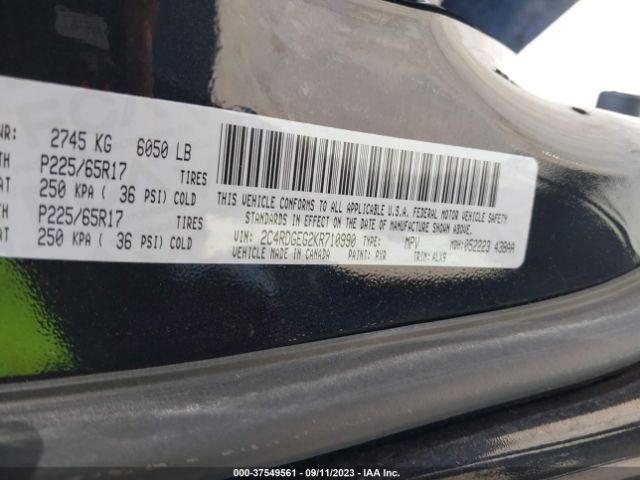 WR: 2745 KG 6050 LB
TH P225/65R17 TIRES
AT 250 KPA ( 36 PSI) COLD
TH P225/65R17 TIRES
AT 250 KPA ( 36 PSI) COLD
THIS VEHICLE CONFORMS TO ALL APPLICABLE U.S.A. FEDERAL MOTOR VEHICLE SAFETY
STANDARDS IN EFFECT ON THE DATE OF MANUFACTURE SHOWN ABOVE.
VIN: 2C4RDGEG2KR710990 TYPE: MPV MDH:052223 438AA
VEHICLE MADE IN CANADA PAINT: PXR TRIM:ALX9
000-37549561 - 09/11/2023 - IAA Inc.